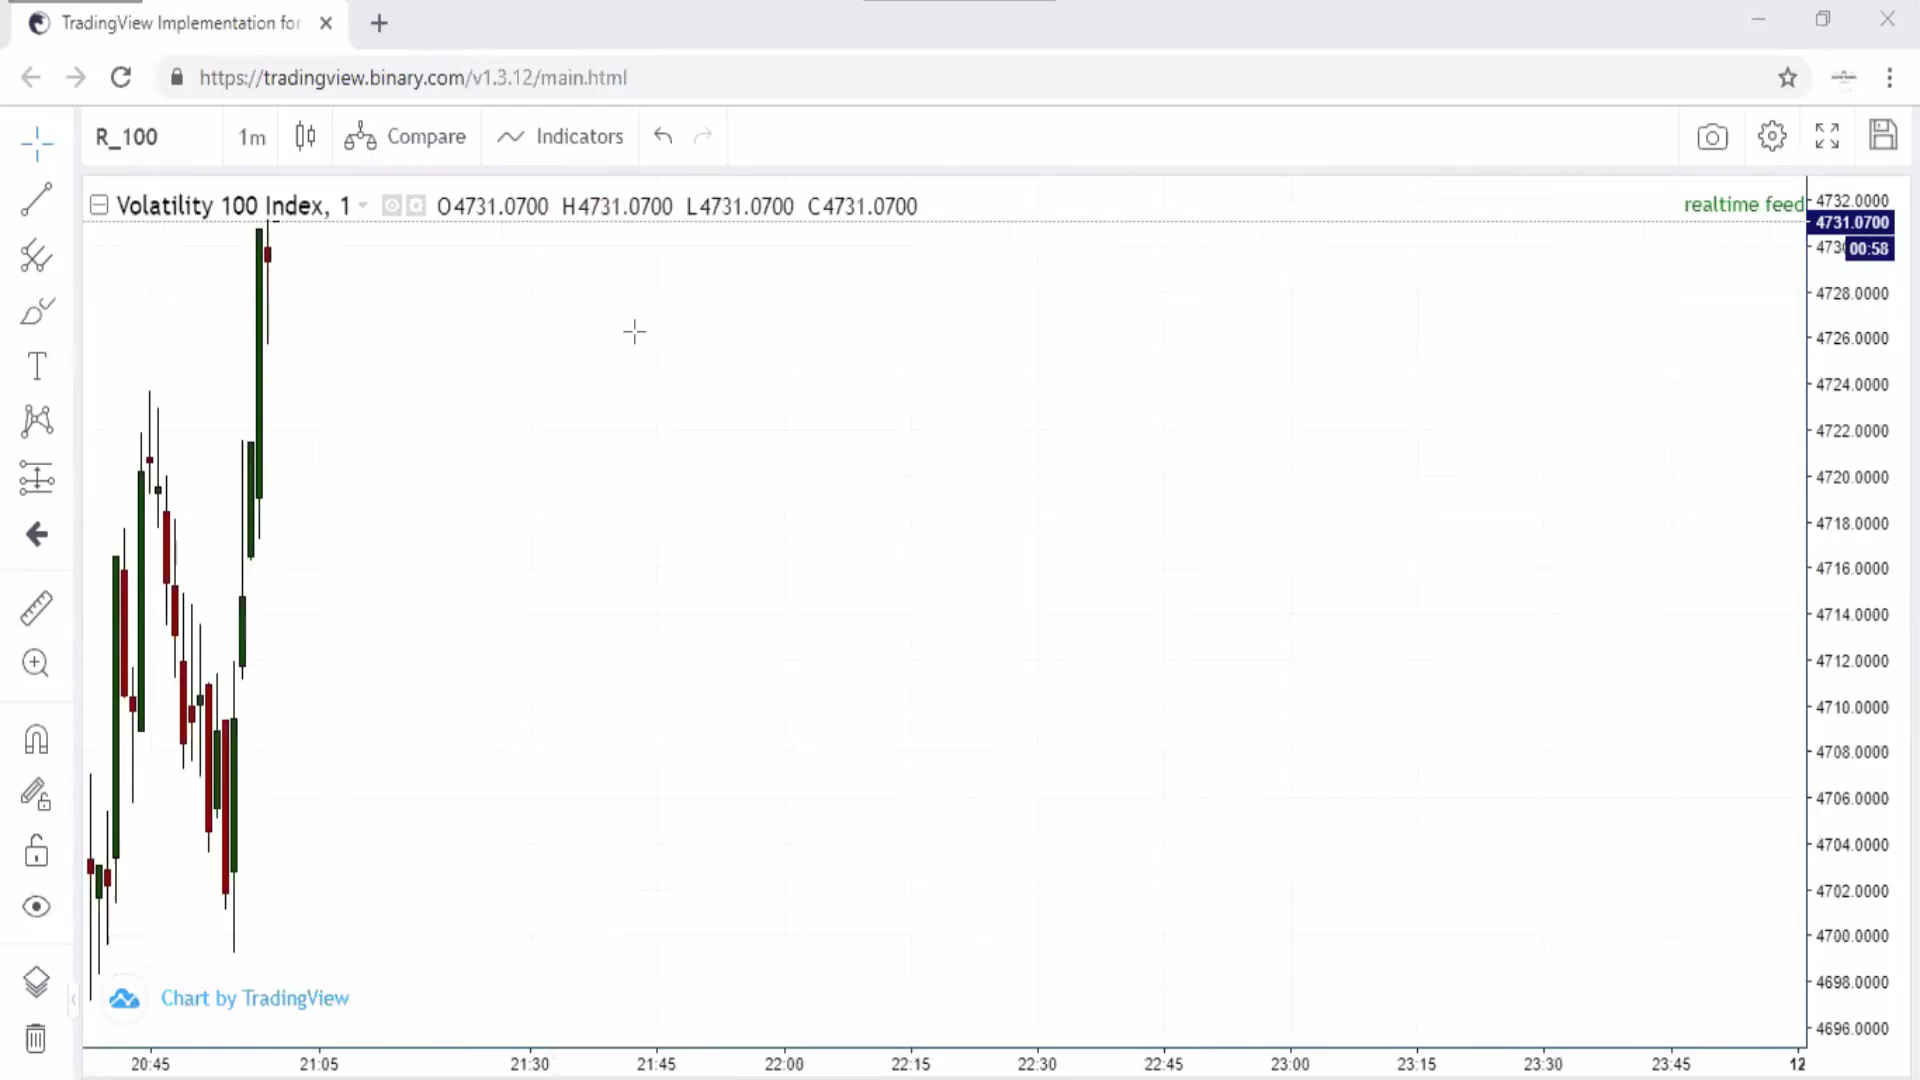 TradingView Implementation for
https://tradingview.binary.com/v1.3.12/main.html
R_100 1m Compare Indicators
Volatility 100 Index, 1 O4731.0700 H4731.0700 L4731.0700 C4731.0700
realtime feed
4732.0000
4731.0700
00:58
4728.0000
4726.0000
4724.0000
4722.0000
4720.0000
4718.0000
4716.0000
4714.0000
4712.0000
4710.0000
4708.0000
4706.0000
4704.0000
4702.0000
4700.0000
4698.0000
4696.0000
Chart by TradingView
20:45 21:05 21:30 21:45 22:00 22:15 22:30 22:45 23:00 23:15 23:30 23:45 12